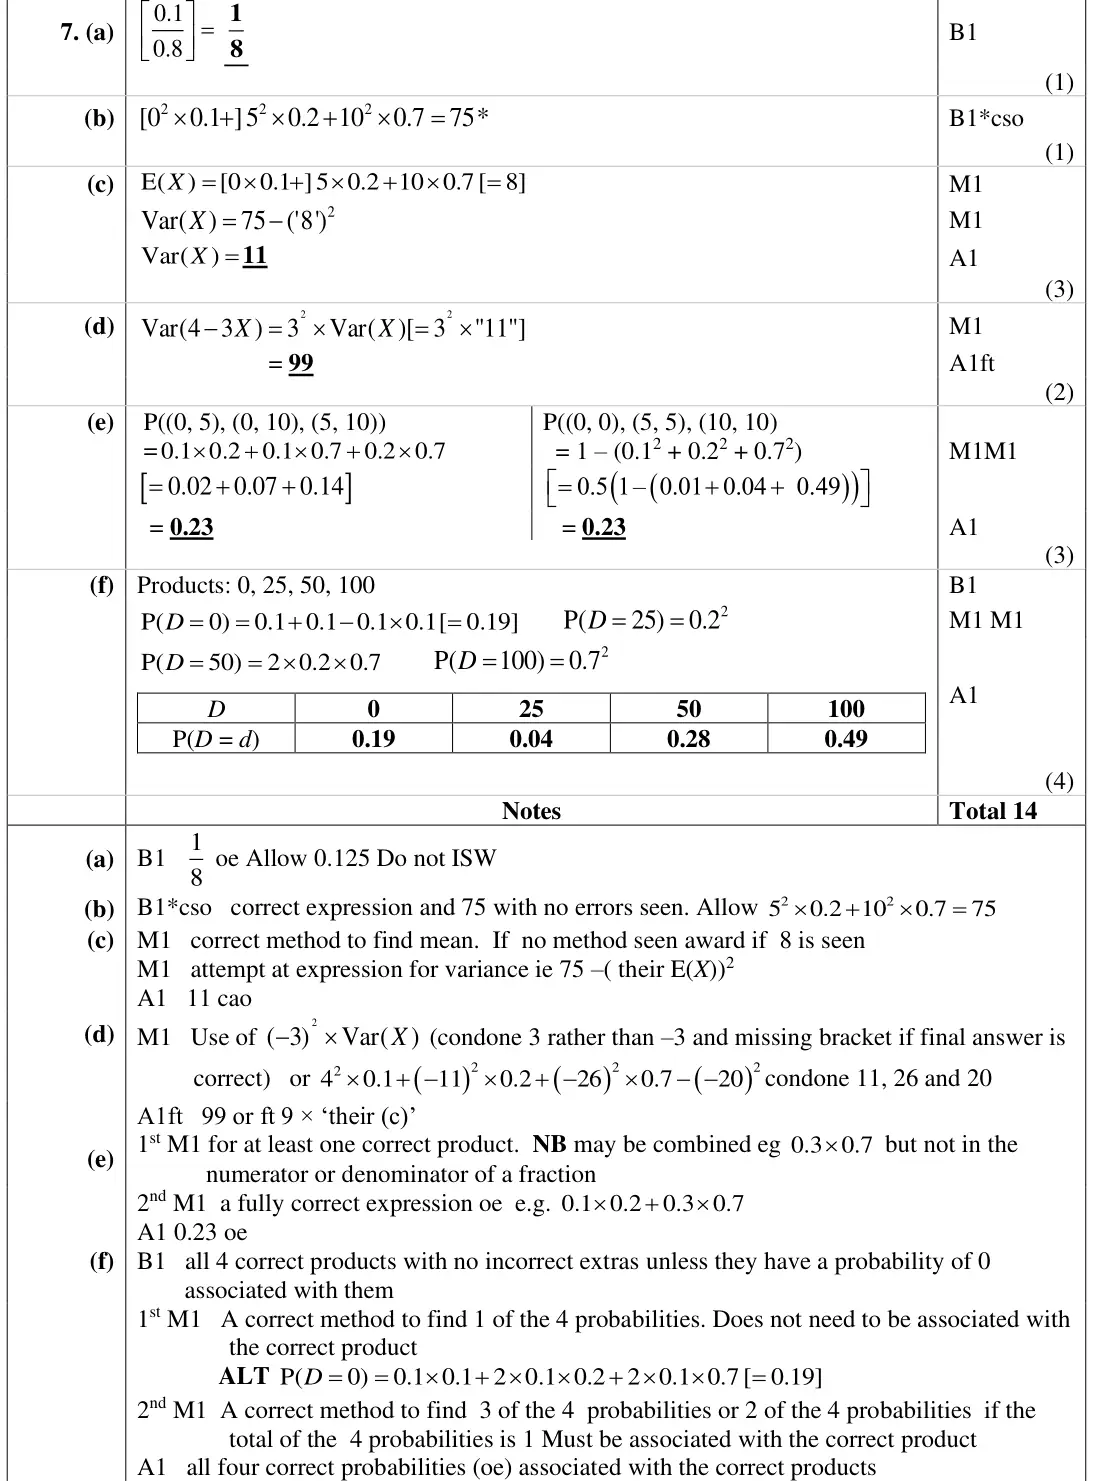 7. (a) [0.1/0.8] = 1/8 B1
(1)
(b) [0² × 0.1+] 5² × 0.2 + 10² × 0.7 = 75* B1*cso
(1)
(c) E(X) = [0 × 0.1+] 5 × 0.2 + 10 × 0.7 [= 8] M1
Var(X) = 75 − ('8')² M1
Var(X) = 11 A1
(3)
(d) Var(4 − 3X) = 3² × Var(X)[= 3² × "11"] M1
= 99 A1ft
(2)
(e) P((0, 5), (0, 10), (5, 10)) P((0, 0), (5, 5), (10, 10)
= 0.1 × 0.2 + 0.1 × 0.7 + 0.2 × 0.7 = 1 – (0.1² + 0.2² + 0.7²) M1M1
[= 0.02 + 0.07 + 0.14] [= 0.5(1 − (0.01 + 0.04 + 0.49))]
= 0.23 = 0.23 A1
(3)
(f) Products: 0, 25, 50, 100 B1
P(D = 0) = 0.1 + 0.1 − 0.1 × 0.1 [= 0.19] P(D = 25) = 0.2² M1 M1
P(D = 50) = 2 × 0.2 × 0.7 P(D = 100) = 0.7²
A1
D 0 25 50 100
P(D = d) 0.19 0.04 0.28 0.49
(4)
Notes Total 14
(a) B1 1/8 oe Allow 0.125 Do not ISW
(b) B1*cso correct expression and 75 with no errors seen. Allow 5² × 0.2 + 10² × 0.7 = 75
(c) M1 correct method to find mean. If no method seen award if 8 is seen
M1 attempt at expression for variance ie 75 –( their E(X))²
A1 11 cao
(d) M1 Use of (−3)² × Var(X) (condone 3 rather than –3 and missing bracket if final answer is
correct) or 4² × 0.1 + (−11)² × 0.2 + (−26)² × 0.7 − (−20)² condone 11, 26 and 20
A1ft 99 or ft 9 × ‘their (c)’
(e) 1st M1 for at least one correct product. NB may be combined eg 0.3 × 0.7 but not in the
numerator or denominator of a fraction
2nd M1 a fully correct expression oe e.g. 0.1 × 0.2 + 0.3 × 0.7
A1 0.23 oe
(f) B1 all 4 correct products with no incorrect extras unless they have a probability of 0
associated with them
1st M1 A correct method to find 1 of the 4 probabilities. Does not need to be associated with
the correct product
ALT P(D = 0) = 0.1 × 0.1 + 2 × 0.1 × 0.2 + 2 × 0.1 × 0.7 [= 0.19]
2nd M1 A correct method to find 3 of the 4 probabilities or 2 of the 4 probabilities if the
total of the 4 probabilities is 1 Must be associated with the correct product
A1 all four correct probabilities (oe) associated with the correct products